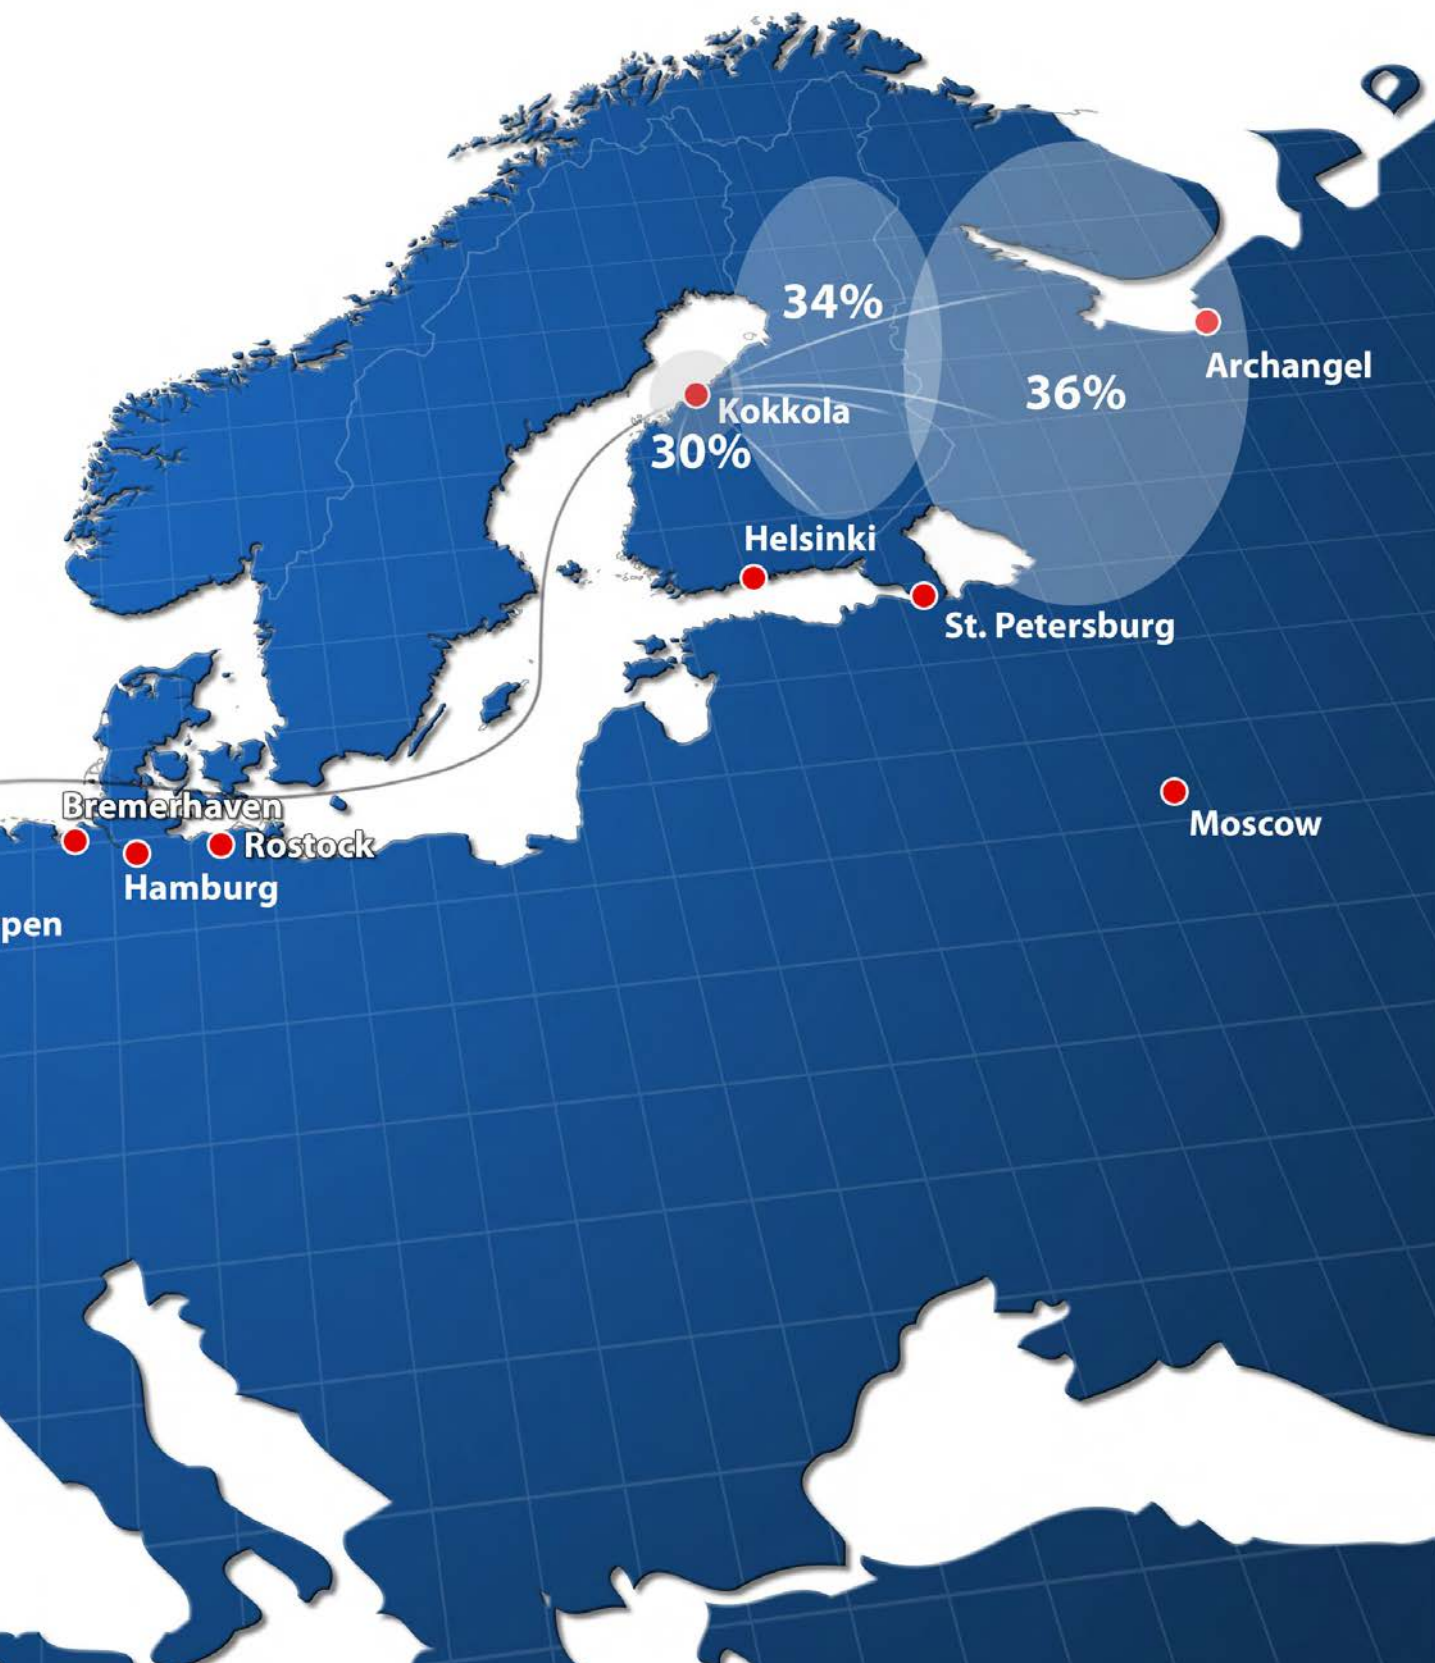 34%
Archangel
36%
Kokkola
30%
Helsinki
St. Petersburg
Moscow
Bremerhaven
Rostock
Hamburg
pen